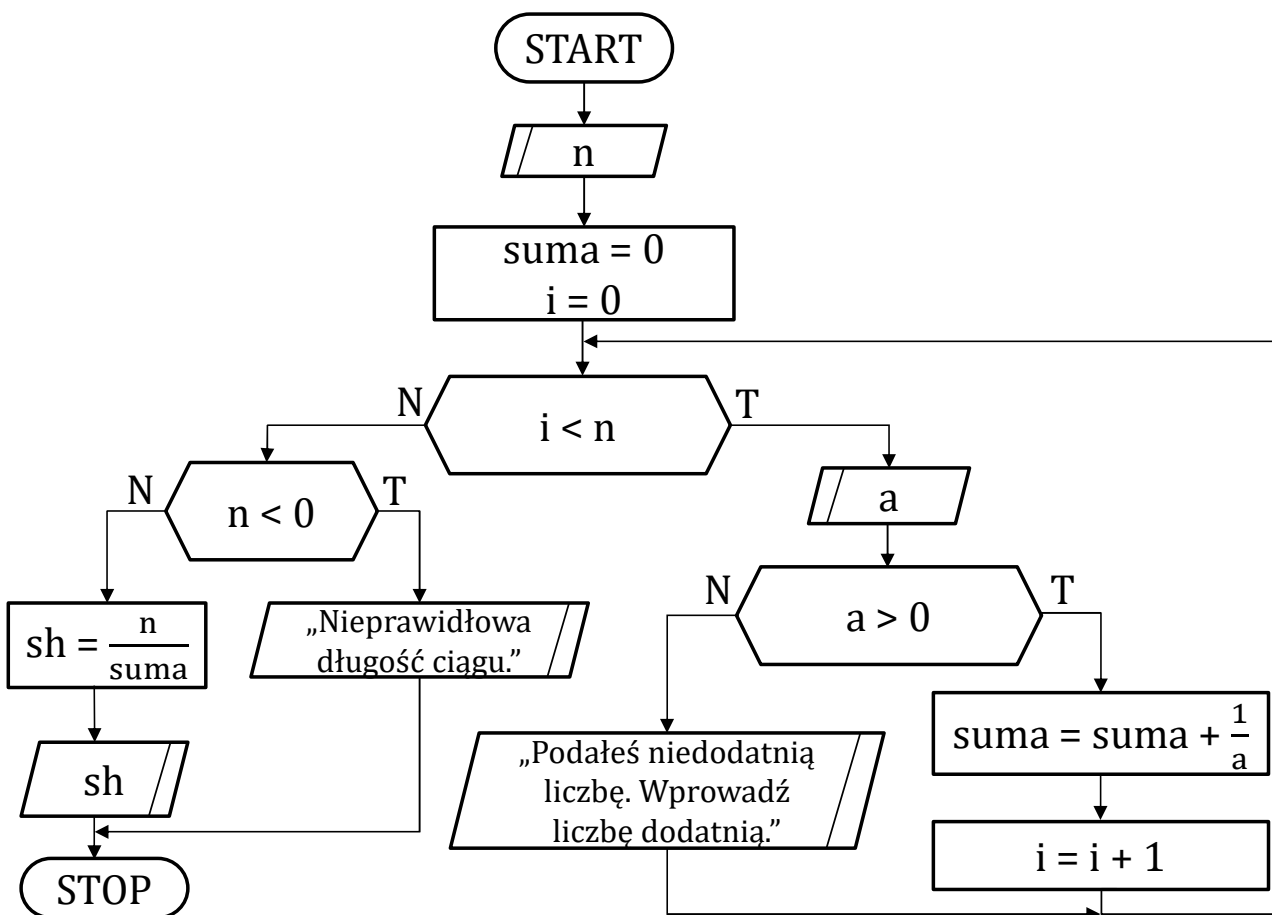 START
n
suma = 0
i = 0
N
i < n
T
N
n < 0
T
a
sh = n/suma
„Nieprawidłowa
długość ciągu.”
N
a > 0
T
sh
„Podałeś niedodatnią
liczbę. Wprowadź
liczbę dodatnią.”
suma = suma + 1/a
i = i + 1
STOP